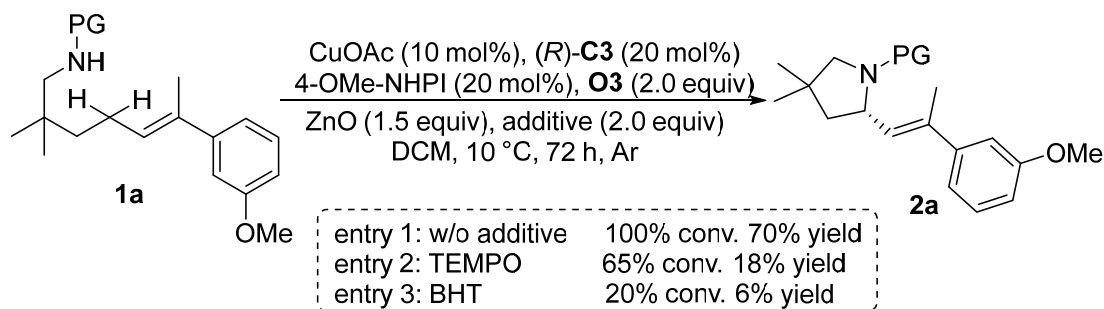 PG
NH
H H
1a
OMe
CuOAc (10 mol%), (R)-C3 (20 mol%)
4-OMe-NHPI (20 mol%), O3 (2.0 equiv)
ZnO (1.5 equiv), additive (2.0 equiv)
DCM, 10 °C, 72 h, Ar
PG
N
OMe
2a
entry 1: w/o additive 100% conv. 70% yield
entry 2: TEMPO 65% conv. 18% yield
entry 3: BHT 20% conv. 6% yield